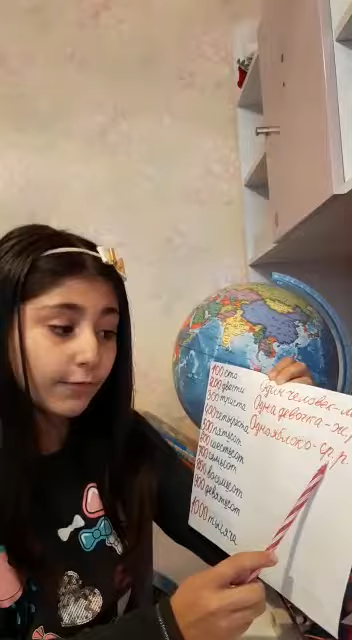 100 сто
200 двести
300 триста
400 четыреста
500 пятьсот
600 шестьсот
700 семьсот
800 восемьсот
900 девятьсот
1000 тысяча
Один человек-м
Одна девочка-ж.р
Одно яблоко-ср.р.